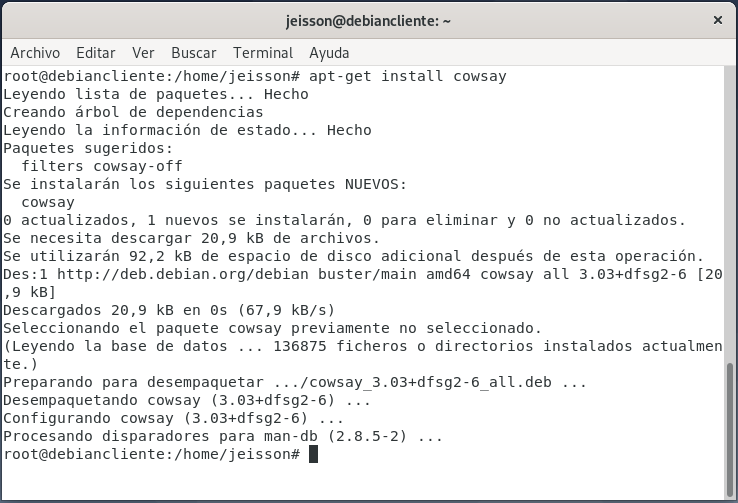 jeisson@debiancliente: ~
Archivo Editar Ver Buscar Terminal Ayuda
root@debiancliente:/home/jeisson# apt-get install cowsay
Leyendo lista de paquetes... Hecho
Creando árbol de dependencias
Leyendo la información de estado... Hecho
Paquetes sugeridos:
  filters cowsay-off
Se instalarán los siguientes paquetes NUEVOS:
  cowsay
0 actualizados, 1 nuevos se instalarán, 0 para eliminar y 0 no actualizados.
Se necesita descargar 20,9 kB de archivos.
Se utilizarán 92,2 kB de espacio de disco adicional después de esta operación.
Des:1 http://deb.debian.org/debian buster/main amd64 cowsay all 3.03+dfsg2-6 [20
,9 kB]
Descargados 20,9 kB en 0s (67,9 kB/s)
Seleccionando el paquete cowsay previamente no seleccionado.
(Leyendo la base de datos ... 136875 ficheros o directorios instalados actualmen
te.)
Preparando para desempaquetar .../cowsay_3.03+dfsg2-6_all.deb ...
Desempaquetando cowsay (3.03+dfsg2-6) ...
Configurando cowsay (3.03+dfsg2-6) ...
Procesando disparadores para man-db (2.8.5-2) ...
root@debiancliente:/home/jeisson#